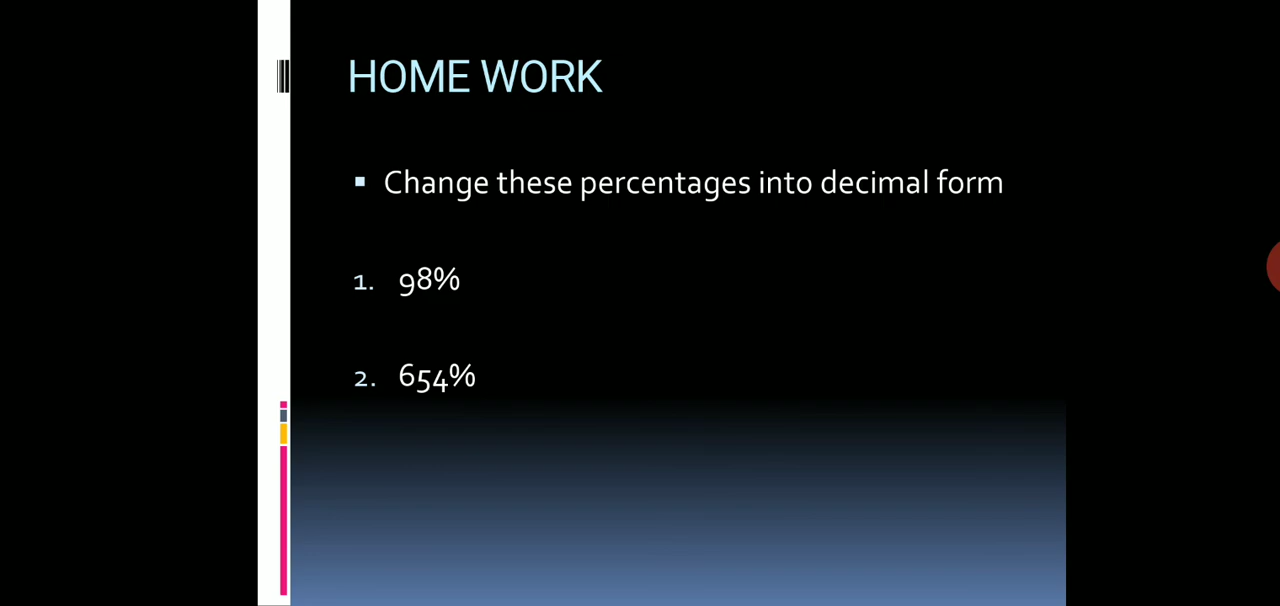 HOME WORK
▪ Change these percentages into decimal form
1. 98%
2. 654%